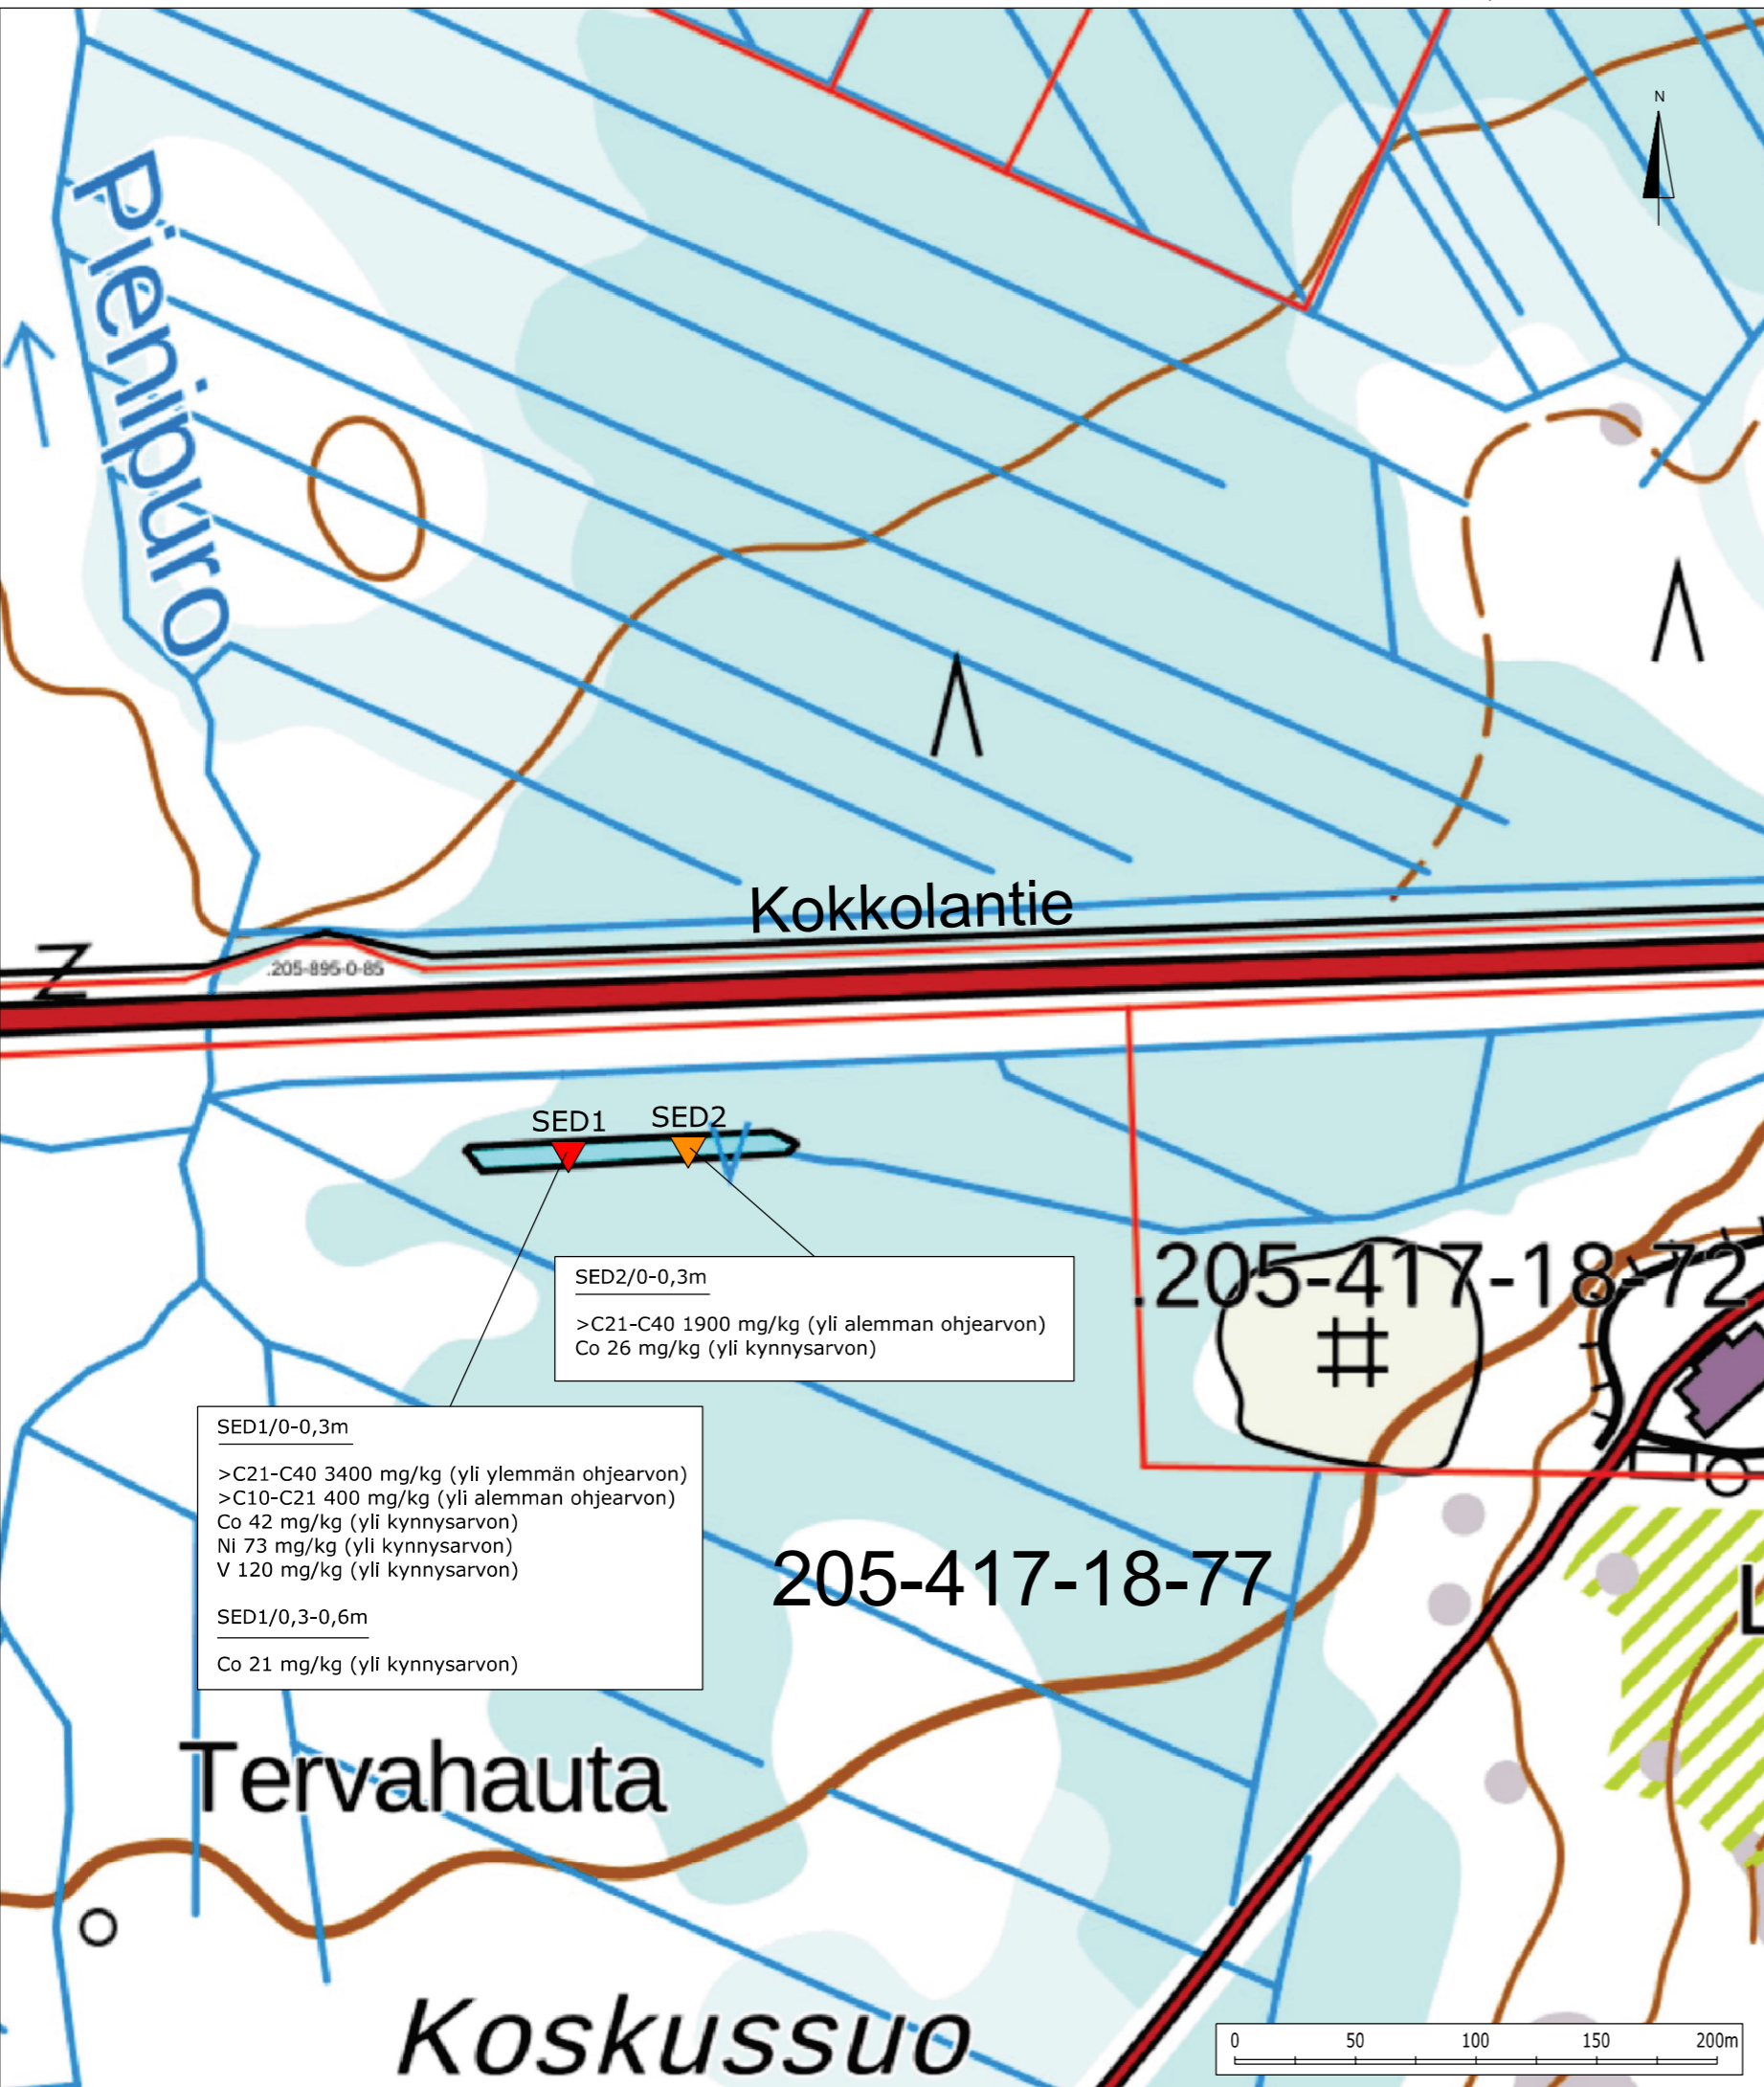 N
Pienipuro
Kokkolantie
Z
.205-895-0-85
SED1
SED2
V
.205-417-18-72
SED2/0-0,3m
>C21-C40 1900 mg/kg (yli alemman ohjearvon)
Co 26 mg/kg (yli kynnysarvon)
SED1/0-0,3m
>C21-C40 3400 mg/kg (yli ylemmän ohjearvon)
>C10-C21 400 mg/kg (yli alemman ohjearvon)
Co 42 mg/kg (yli kynnysarvon)
Ni 73 mg/kg (yli kynnysarvon)
V 120 mg/kg (yli kynnysarvon)
SED1/0,3-0,6m
Co 21 mg/kg (yli kynnysarvon)
205-417-18-77
L
Tervahauta
Koskussuo
0 50 100 150 200m